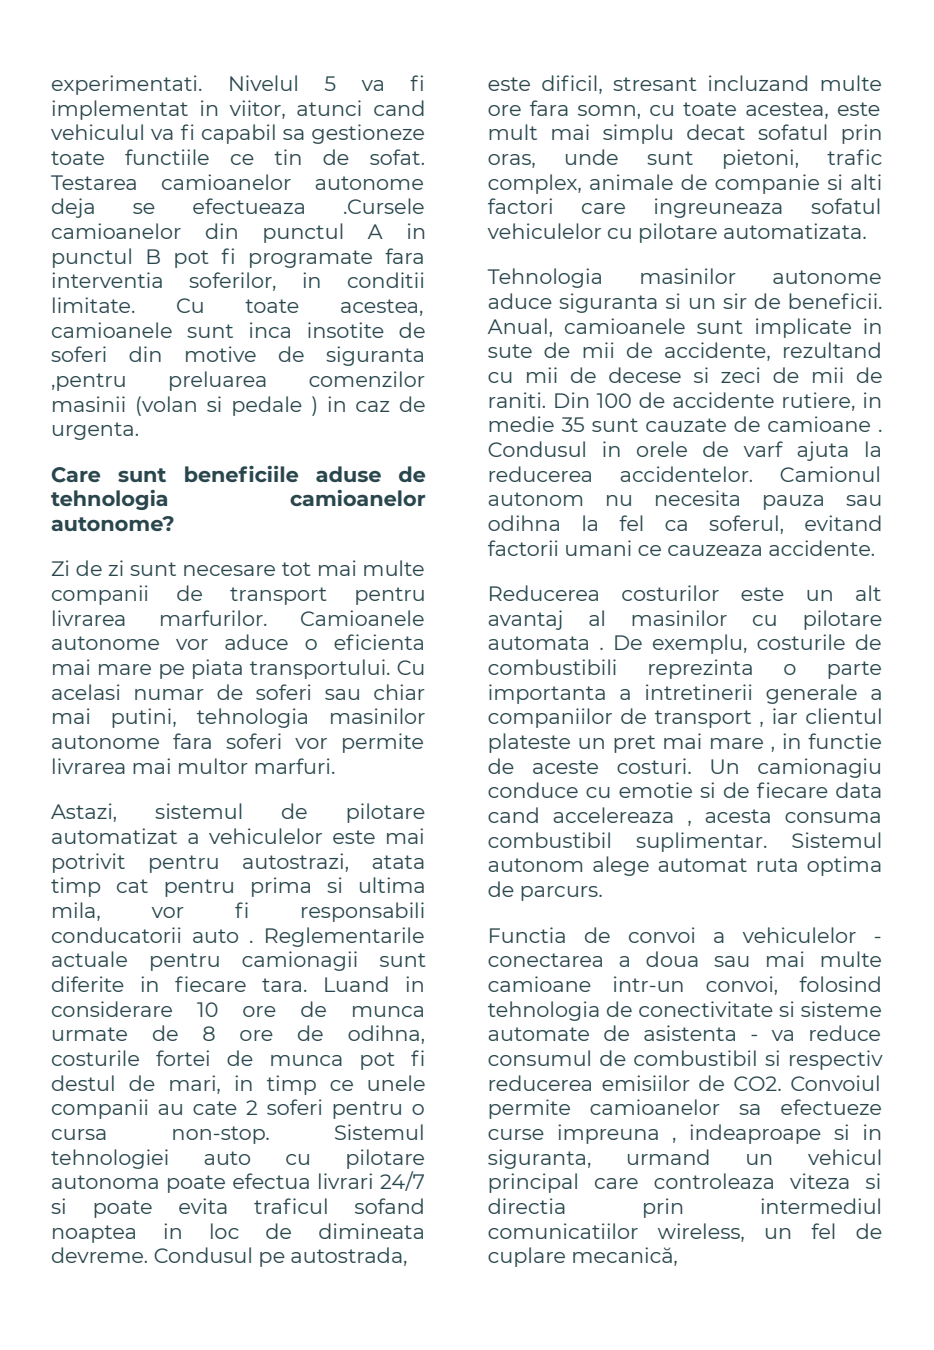 experimentati. Nivelul 5 va fi
implementat in viitor, atunci cand
vehiculul va fi capabil sa gestioneze
toate functiile ce tin de sofat.
Testarea camioanelor autonome
deja se efectueaza .Cursele
camioanelor din punctul A in
punctul B pot fi programate fara
interventia soferilor, in conditii
limitate. Cu toate acestea,
camioanele sunt inca insotite de
soferi din motive de siguranta
,pentru preluarea comenzilor
masinii (volan si pedale ) in caz de
urgenta.
Care sunt beneficiile aduse de
tehnologia camioanelor
autonome?
Zi de zi sunt necesare tot mai multe
companii de transport pentru
livrarea marfurilor. Camioanele
autonome vor aduce o eficienta
mai mare pe piata transportului. Cu
acelasi numar de soferi sau chiar
mai putini, tehnologia masinilor
autonome fara soferi vor permite
livrarea mai multor marfuri.
Astazi, sistemul de pilotare
automatizat a vehiculelor este mai
potrivit pentru autostrazi, atata
timp cat pentru prima si ultima
mila, vor fi responsabili
conducatorii auto . Reglementarile
actuale pentru camionagii sunt
diferite in fiecare tara. Luand in
considerare 10 ore de munca
urmate de 8 ore de odihna,
costurile fortei de munca pot fi
destul de mari, in timp ce unele
companii au cate 2 soferi pentru o
cursa non-stop. Sistemul
tehnologiei auto cu pilotare
autonoma poate efectua livrari 24/7
si poate evita traficul sofand
noaptea in loc de dimineata
devreme. Condusul pe autostrada,
este dificil, stresant incluzand multe
ore fara somn, cu toate acestea, este
mult mai simplu decat sofatul prin
oras, unde sunt pietoni, trafic
complex, animale de companie si alti
factori care ingreuneaza sofatul
vehiculelor cu pilotare automatizata.
Tehnologia masinilor autonome
aduce siguranta si un sir de beneficii.
Anual, camioanele sunt implicate in
sute de mii de accidente, rezultand
cu mii de decese si zeci de mii de
raniti. Din 100 de accidente rutiere, in
medie 35 sunt cauzate de camioane .
Condusul in orele de varf ajuta la
reducerea accidentelor. Camionul
autonom nu necesita pauza sau
odihna la fel ca soferul, evitand
factorii umani ce cauzeaza accidente.
Reducerea costurilor este un alt
avantaj al masinilor cu pilotare
automata . De exemplu, costurile de
combustibili reprezinta o parte
importanta a intretinerii generale a
companiilor de transport , iar clientul
plateste un pret mai mare , in functie
de aceste costuri. Un camionagiu
conduce cu emotie si de fiecare data
cand accelereaza , acesta consuma
combustibil suplimentar. Sistemul
autonom alege automat ruta optima
de parcurs.
Functia de convoi a vehiculelor -
conectarea a doua sau mai multe
camioane intr-un convoi, folosind
tehnologia de conectivitate si sisteme
automate de asistenta - va reduce
consumul de combustibil si respectiv
reducerea emisiilor de CO2. Convoiul
permite camioanelor sa efectueze
curse impreuna , indeaproape si in
siguranta, urmand un vehicul
principal care controleaza viteza si
directia prin intermediul
comunicatiilor wireless, un fel de
cuplare mecanică,